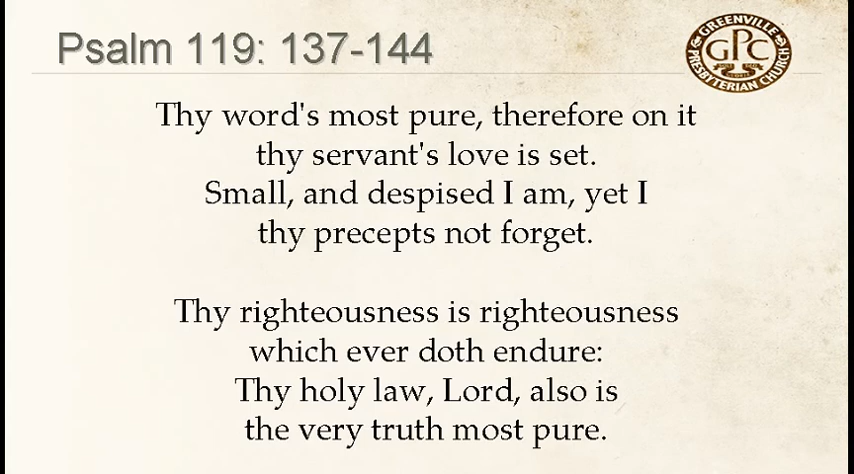 Psalm 119: 137-144
GREENVILLE
GPC
PRESBYTERIAN CHURCH
Thy word's most pure, therefore on it
thy servant's love is set.
Small, and despised I am, yet I
thy precepts not forget.
Thy righteousness is righteousness
which ever doth endure:
Thy holy law, Lord, also is
the very truth most pure.